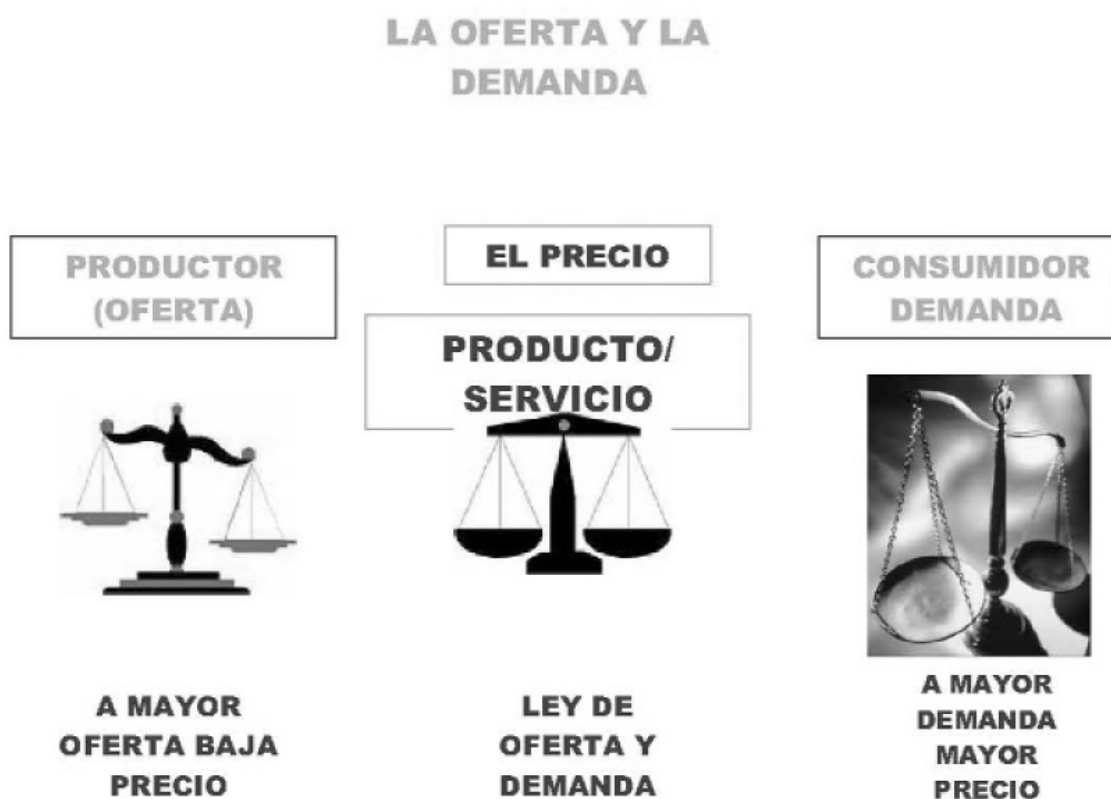 LA OFERTA Y LA
DEMANDA
PRODUCTOR
(OFERTA)
EL PRECIO
PRODUCTO/
SERVICIO
CONSUMIDOR
DEMANDA
A MAYOR
OFERTA BAJA
PRECIO
LEY DE
OFERTA Y
DEMANDA
A MAYOR
DEMANDA
MAYOR
PRECIO